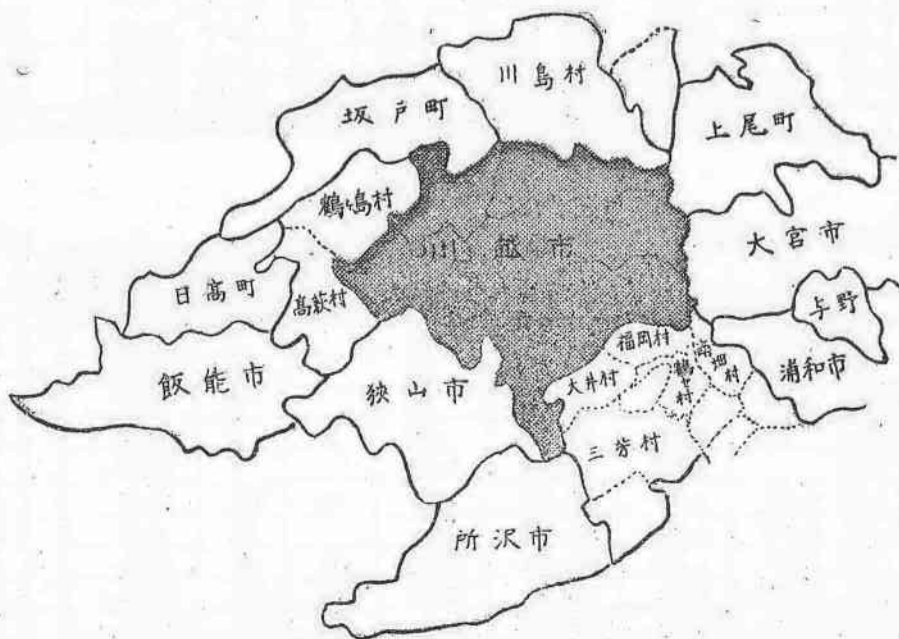 川島村
坂戸町
上尾町
鶴ヶ島村
川越市
大宮市
日高町
高萩村
与野
福岡村
南畑村
飯能市
狭山市
大井村
鶴瀬村
浦和市
三芳村
所沢市